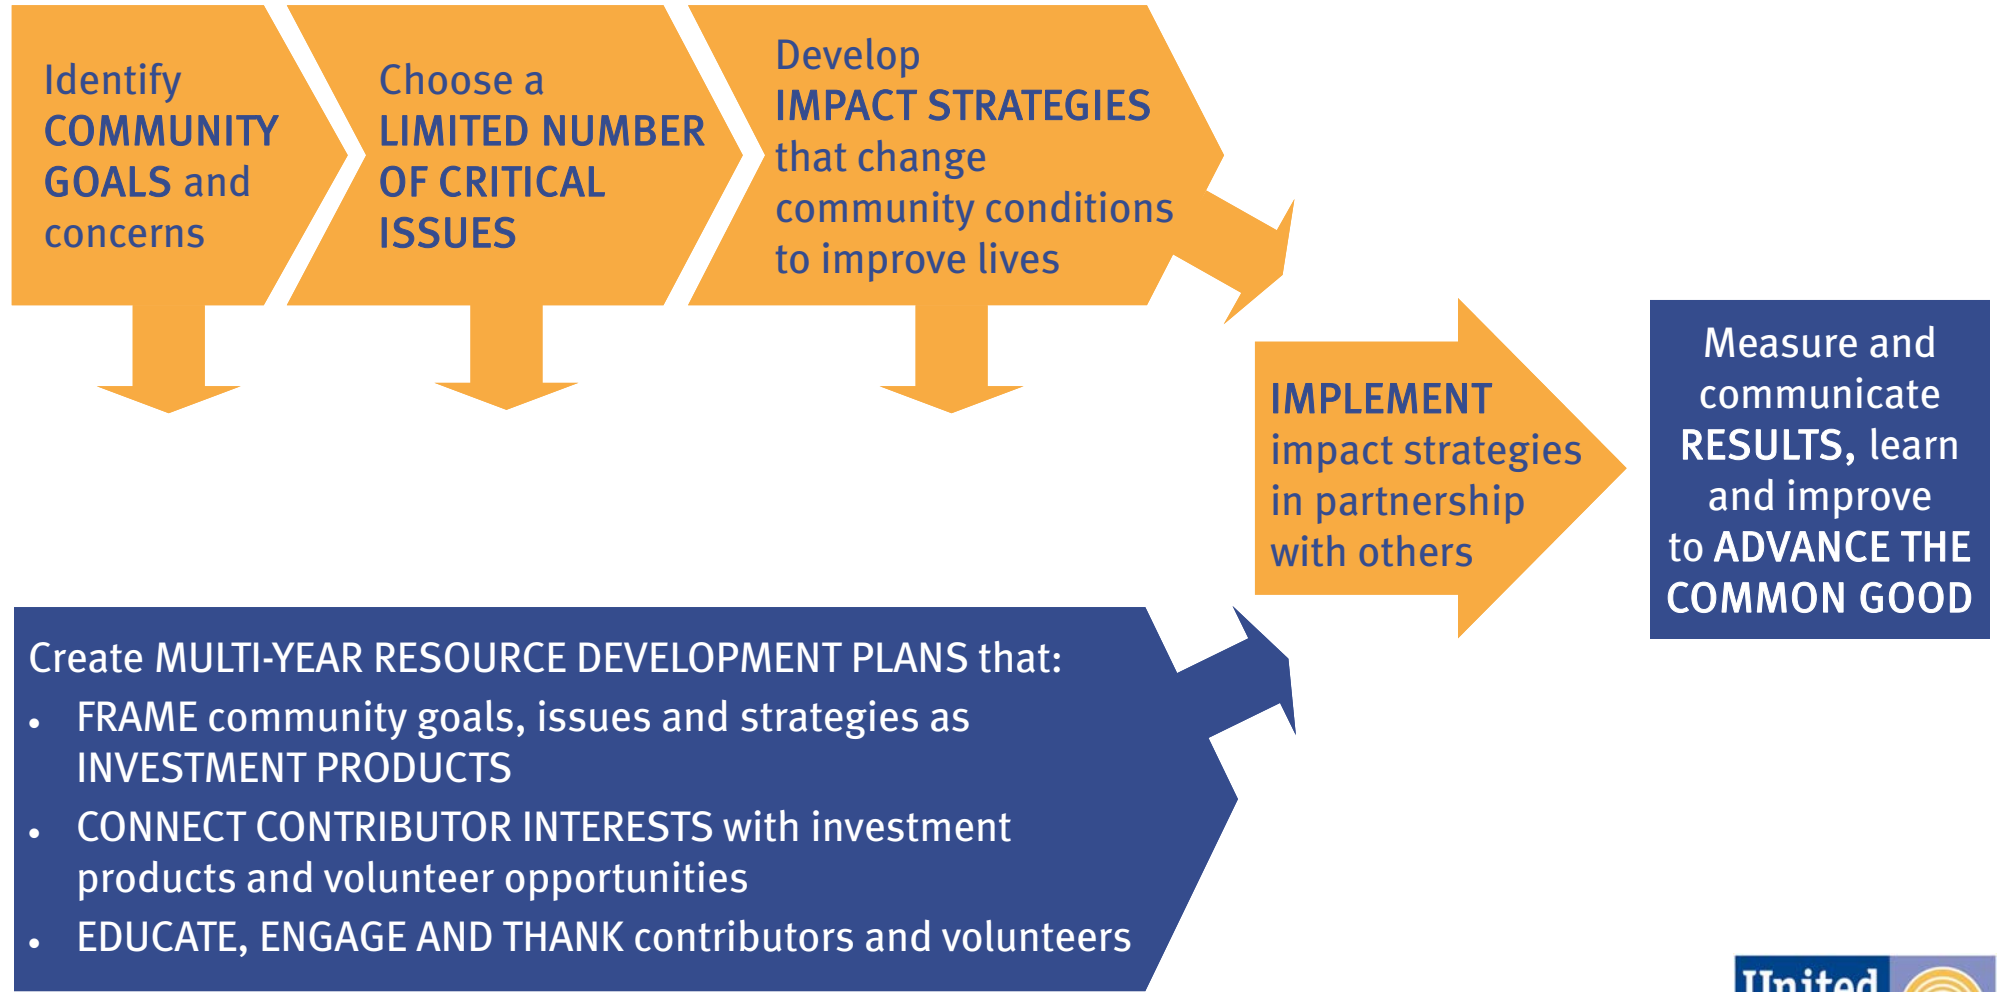 Identify
COMMUNITY
GOALS and
concerns
Choose a
LIMITED NUMBER
OF CRITICAL
ISSUES
Develop
IMPACT STRATEGIES
that change
community conditions
to improve lives
IMPLEMENT
impact strategies
in partnership
with others
Measure and
communicate
RESULTS, learn
and improve
to ADVANCE THE
COMMON GOOD
Create MULTI-YEAR RESOURCE DEVELOPMENT PLANS that:
• FRAME community goals, issues and strategies as
INVESTMENT PRODUCTS
• CONNECT CONTRIBUTOR INTERESTS with investment
products and volunteer opportunities
• EDUCATE, ENGAGE AND THANK contributors and volunteers
United